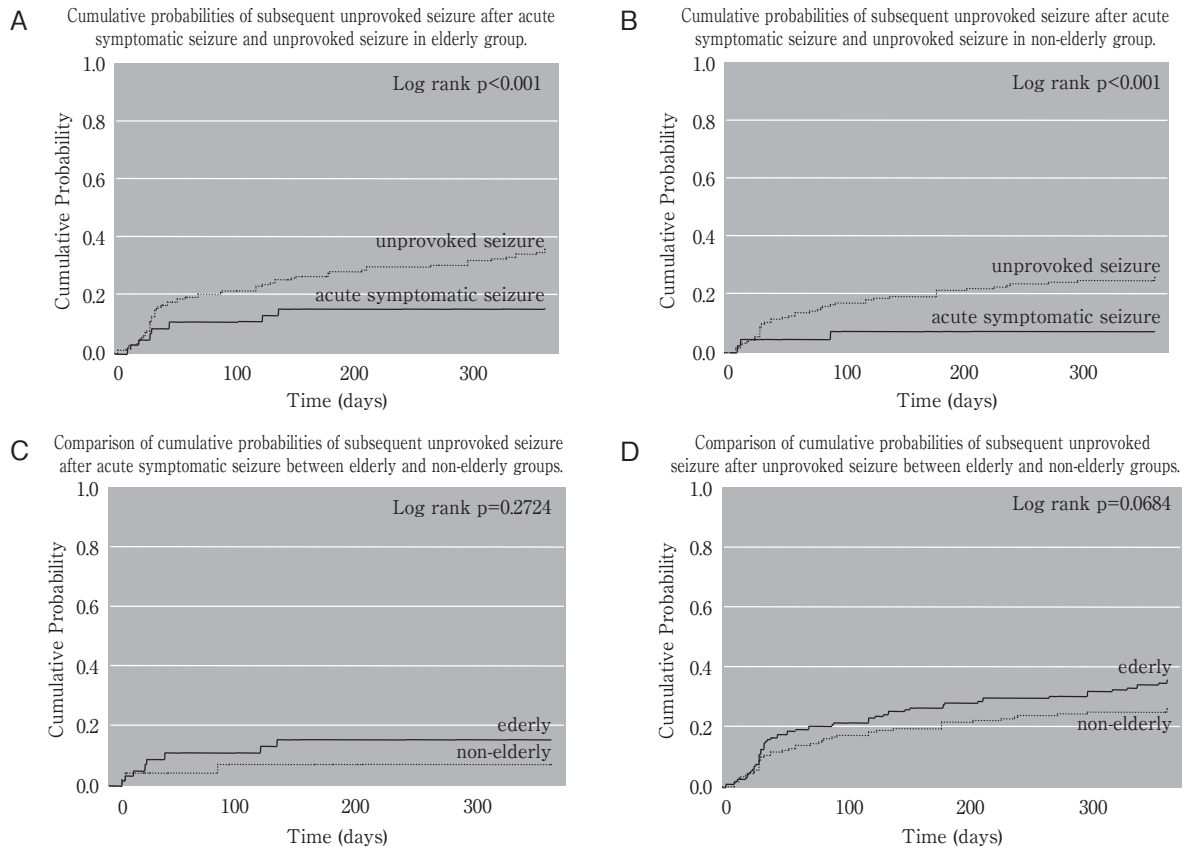 A
Cumulative probabilities of subsequent unprovoked seizure after acute
symptomatic seizure and unprovoked seizure in elderly group.
1.0
Log rank p<0.001
0.8
0.6
0.4
unprovoked seizure
0.2
acute symptomatic seizure
0.0
0 100 200 300
Cumulative Probability
Time (days)
B
Cumulative probabilities of subsequent unprovoked seizure after acute
symptomatic seizure and unprovoked seizure in non-elderly group.
1.0
Log rank p<0.001
0.8
0.6
0.4
unprovoked seizure
0.2
acute symptomatic seizure
0.0
0 100 200 300
Cumulative Probability
Time (days)
C
Comparison of cumulative probabilities of subsequent unprovoked seizure
after acute symptomatic seizure between elderly and non-elderly groups.
1.0
Log rank p=0.2724
0.8
0.6
0.4
0.2
ederly
non-elderly
0.0
0 100 200 300
Cumulative Probability
Time (days)
D
Comparison of cumulative probabilities of subsequent unprovoked
seizure after unprovoked seizure between elderly and non-elderly groups.
1.0
Log rank p=0.0684
0.8
0.6
0.4
ederly
0.2
non-elderly
0.0
0 100 200 300
Cumulative Probability
Time (days)